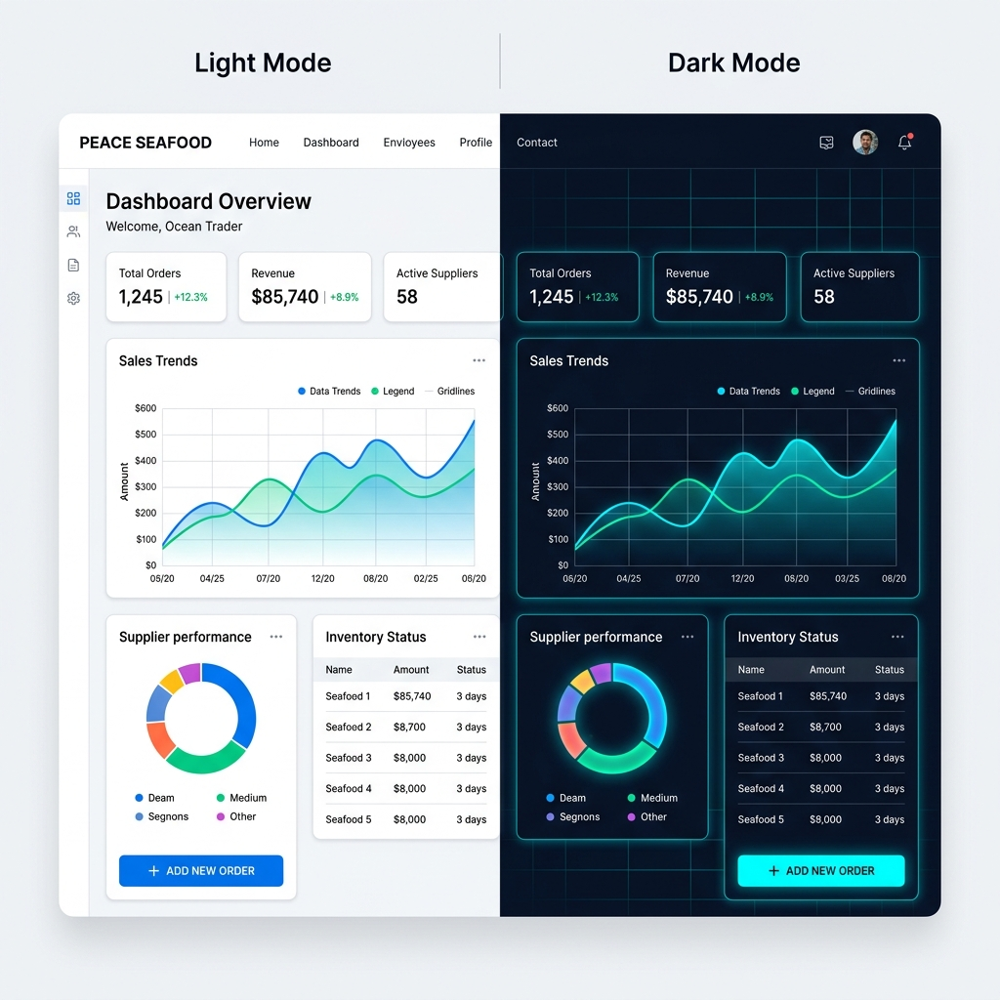 Light Mode
Dark Mode
PEACE SEAFOOD
Home
Dashboard
Envioyees
Profile
Contact
Dashboard Overview
Welcome, Ocean Trader
Total Orders
1,245 | +12.3%
Revenue
$85,740 | +8.9%
Active Suppliers
58
Total Orders
1,245 | +12.3%
Revenue
$85,740 | +8.9%
Active Suppliers
58
Sales Trends
Data Trends
Legend
Gridlines
Amount
$600
$500
$400
$300
$200
$100
$0
05/20
04/25
07/20
12/20
08/20
02/25
06/20
Sales Trends
Data Trends
Legend
Gridlines
Amount
$600
$500
$400
$300
$200
$100
$0
06/20
04/25
07/20
12/20
06/20
03/25
08/20
Supplier performance
Deam
Medium
Segnons
Other
+ ADD NEW ORDER
Inventory Status
Name Amount Status
Seafood 1 $85,740 3 days
Seafood 2 $8,700 3 days
Seafood 3 $8,000 3 days
Seafood 4 $8,000 3 days
Seafood 5 $8,000 3 days
Supplier performance
Deam
Medium
Segnons
Other
Inventory Status
Name Amount Status
Seafood 1 $85,740 3 days
Seafood 2 $8,700 3 days
Seafood 3 $8,000 3 days
Seafood 4 $8,000 3 days
Seafood 5 $8,000 3 days
+ ADD NEW ORDER